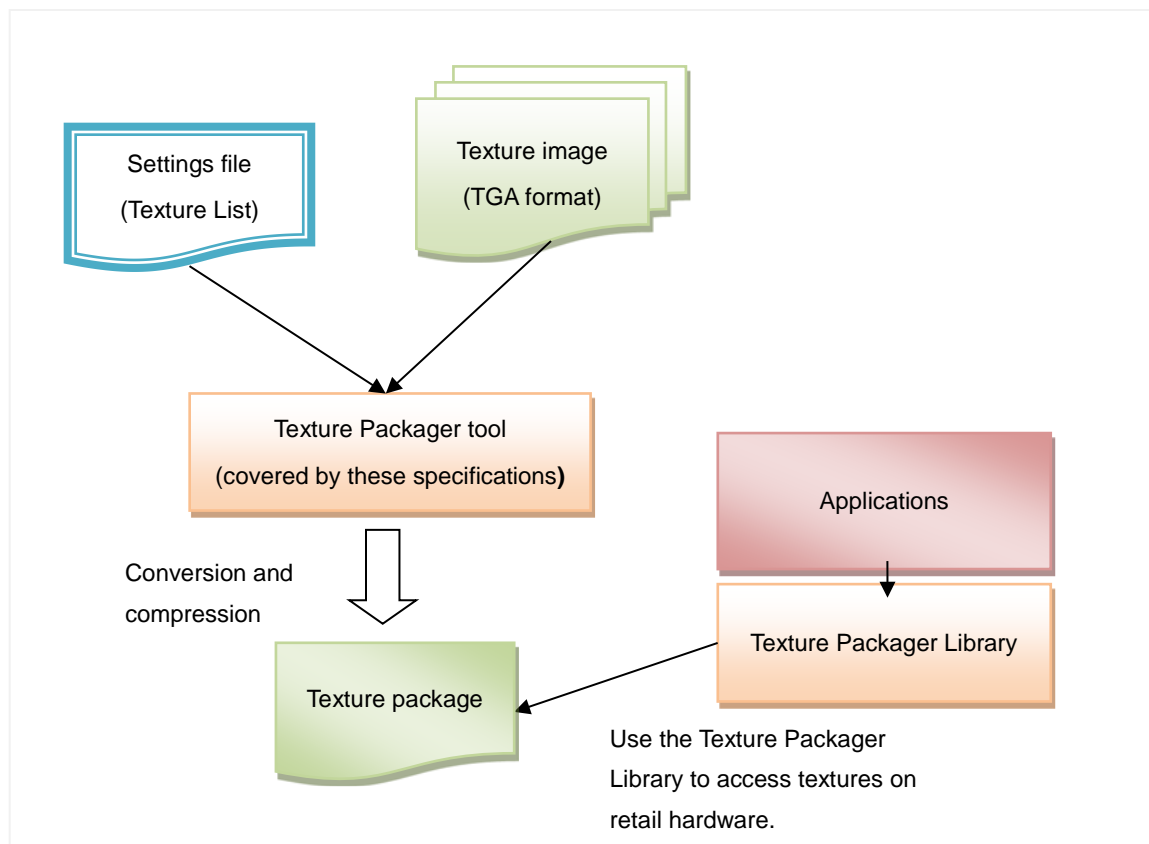 Settings file
(Texture List)
Texture image
(TGA format)
Texture Packager tool
(covered by these specifications)
Applications
Conversion and
compression
Texture Packager Library
Texture package
Use the Texture Packager
Library to access textures on
retail hardware.